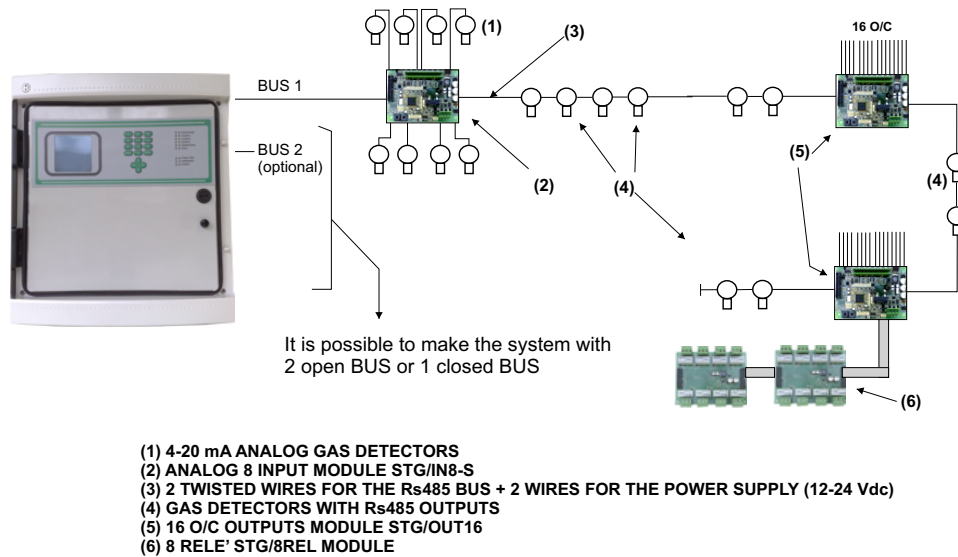 (1)
(3)
16 O/C
BUS 1
BUS 2
(optional)
(2)
(4)
(5)
(4)
It is possible to make the system with
2 open BUS or 1 closed BUS
(6)
(1) 4-20 mA ANALOG GAS DETECTORS
(2) ANALOG 8 INPUT MODULE STG/IN8-S
(3) 2 TWISTED WIRES FOR THE Rs485 BUS + 2 WIRES FOR THE POWER SUPPLY (12-24 Vdc)
(4) GAS DETECTORS WITH Rs485 OUTPUTS
(5) 16 O/C OUTPUTS MODULE STG/OUT16
(6) 8 RELE' STG/8REL MODULE